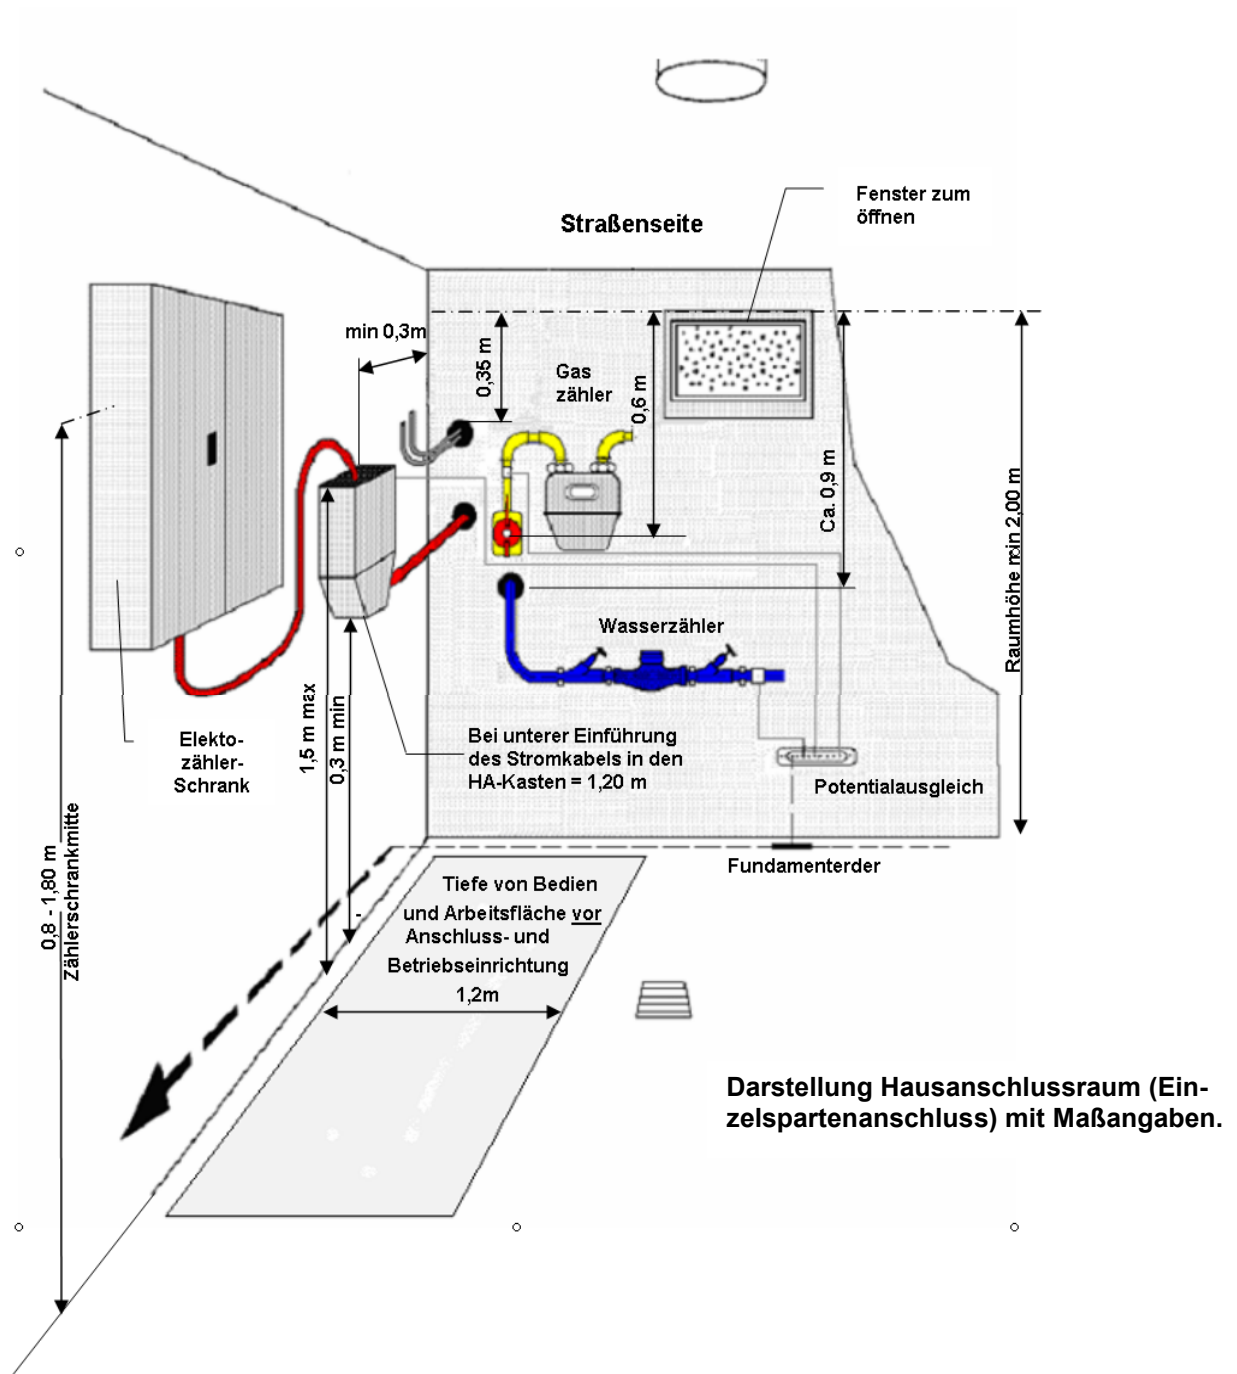 Fenster zum
öffnen
Straßenseite
min 0,3m
0,35 m
Gas
zähler
0,6 m
Ca. 0,9 m
Raumhöhe min 2,00 m
Wasserzähler
Elekto-
zähler-
Schrank
1,5 m max
0,3 m min
Bei unterer Einführung
des Stromkabels in den
HA-Kasten = 1,20 m
Potentialausgleich
Fundamenterder
0,8 - 1,80 m
Zählerschrankmitte
Tiefe von Bedien
und Arbeitsfläche vor
Anschluss- und
Betriebseinrichtung
1,2m
Darstellung Hausanschlussraum (Ein-
zelspartenanschluss) mit Maßangaben.